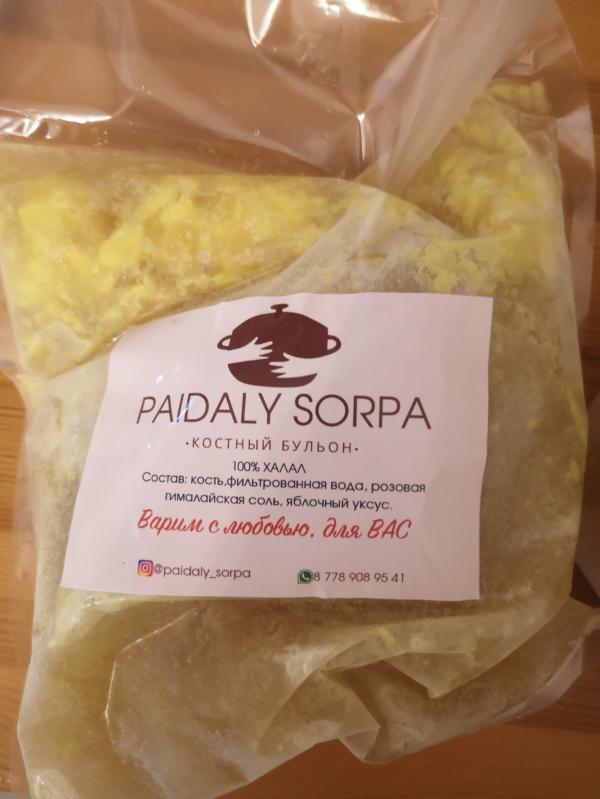 PAIDALY SORPA
·КОСТНЫЙ БУЛЬОН·
100% ХАЛАЛ
Состав: кость,фильтрованная вода, розовая
гималайская соль, яблочный уксус.
Варим с любовью, для ВАС
@paidaly_sorpa
8 778 908 95 41